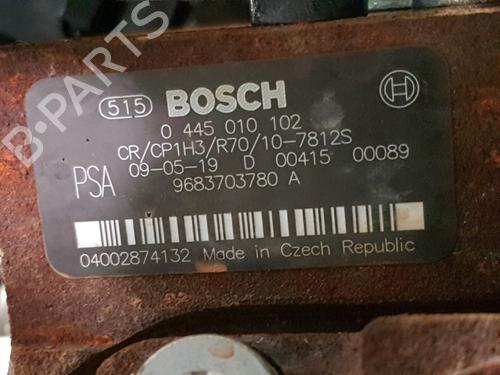 B-PARTS
515 BOSCH
0 445 010 102
CR/CP1H3/R70/10-7812S
PSA 09-05-19 D 00415 00089
9683703780 A
04002874132 Made in Czech Republic